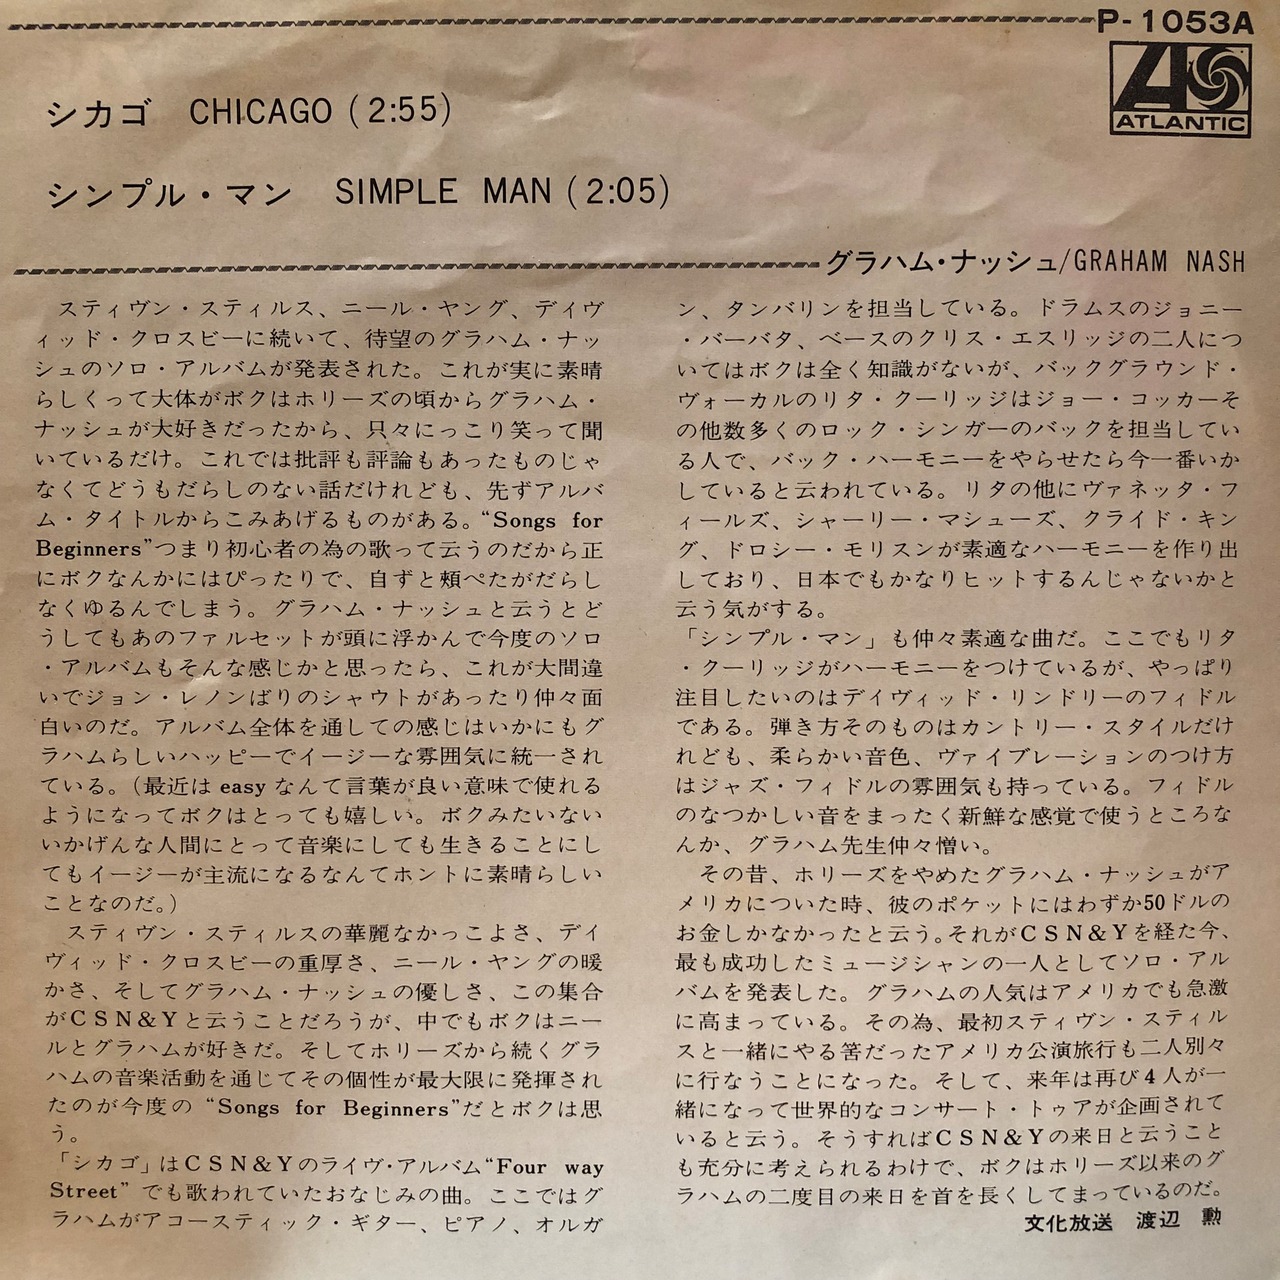 P-1053A
ATLANTIC
シカゴ CHICAGO (2:55)
シンプル・マン SIMPLE MAN (2:05)
グラハム・ナッシュ/GRAHAM NASH
スティヴン・スティルス、ニール・ヤング、デイヴ
ィッド・クロスビーに続いて、待望のグラハム・ナッ
シュのソロ・アルバムが発表された。これが実に素晴
らしくって大体がボクはホリーズの頃からグラハム・
ナッシュが大好きだったから、只々にっこり笑って聞
いているだけ。これでは批評も評論もあったものじゃ
なくてどうもだらしのない話だけれども、先ずアルバ
ム・タイトルからこみあげるものがある。“Songs for
Beginners”つまり初心者の為の歌って云うのだから正
にボクなんかにはぴったりで、自ずと頬ぺたがだらし
なくゆるんでしまう。グラハム・ナッシュと云うとど
うしてもあのファルセットが頭に浮かんで今度のソロ
・アルバムもそんな感じかと思ったら、これが大間違
いでジョン・レノンばりのシャウトがあったり仲々面
白いのだ。アルバム全体を通しての感じはいかにもグ
ラハムらしいハッピーでイージーな雰囲気に統一され
ている。（最近は easy なんて言葉が良い意味で使れる
ようになってボクはとっても嬉しい。ボクみたいない
いかげんな人間にとって音楽にしても生きることにし
てもイージーが主流になるなんてホントに素晴らしい
ことなのだ。）
スティヴン・スティルスの華麗なかっこよさ、デイ
ヴィッド・クロスビーの重厚さ、ニール・ヤングの暖
かさ、そしてグラハム・ナッシュの優しさ、この集合
がＣＳＮ＆Ｙと云うことだろうが、中でもボクはニー
ルとグラハムが好きだ。そしてホリーズから続くグラ
ハムの音楽活動を通じてその個性が最大限に発揮され
たのが今度の “Songs for Beginners”だとボクは思
う。
「シカゴ」はＣＳＮ＆Ｙのライヴ・アルバム“Four way
Street” でも歌われていたおなじみの曲。ここではグ
ラハムがアコースティック・ギター、ピアノ、オルガ
ン、タンバリンを担当している。ドラムスのジョニー
・バーバタ、ベースのクリス・エスリッジの二人につ
いてはボクは全く知識がないが、バックグラウンド・
ヴォーカルのリタ・クーリッジはジョー・コッカーそ
の他数多くのロック・シンガーのバックを担当してい
る人で、バック・ハーモニーをやらせたら今一番いか
していると云われている。リタの他にヴァネッタ・フ
ィールズ、シャーリー・マシューズ、クライド・キン
グ、ドロシー・モリスンが素適なハーモニーを作り出
しており、日本でもかなりヒットするんじゃないかと
云う気がする。
「シンプル・マン」も仲々素適な曲だ。ここでもリタ
・クーリッジがハーモニーをつけているが、やっぱり
注目したいのはデイヴィッド・リンドリーのフィドル
である。弾き方そのものはカントリー・スタイルだけ
れども、柔らかい音色、ヴァイブレーションのつけ方
はジャズ・フィドルの雰囲気も持っている。フィドル
のなつかしい音をまったく新鮮な感覚で使うところな
んか、グラハム先生仲々憎い。
その昔、ホリーズをやめたグラハム・ナッシュがア
メリカについた時、彼のポケットにはわずか50ドルの
お金しかなかったと云う。それがＣＳＮ＆Ｙを経た今、
最も成功したミュージシャンの一人としてソロ・アル
バムを発表した。グラハムの人気はアメリカでも急激
に高まっている。その為、最初スティヴン・スティル
スと一緒にやる筈だったアメリカ公演旅行も二人別々
に行なうことになった。そして、来年は再び４人が一
緒になって世界的なコンサート・トゥアが企画されて
いると云う。そうすればＣＳＮ＆Ｙの来日と云うこと
も充分に考えられるわけで、ボクはホリーズ以来のグ
ラハムの二度目の来日を首を長くしてまっているのだ。
文化放送 渡辺 勲